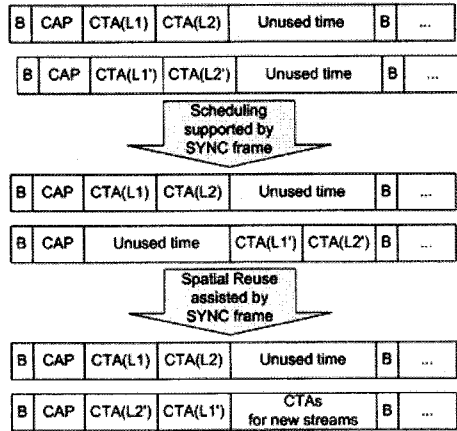 B CAP CTA(L1) CTA(L2) Unused time B ...
B CAP CTA(L1') CTA(L2') Unused time B ...
Scheduling
supported by
SYNC frame
B CAP CTA(L1) CTA(L2) Unused time B ...
B CAP Unused time CTA(L1') CTA(L2') B ...
Spatial Reuse
assisted by
SYNC frame
B CAP CTA(L1) CTA(L2) Unused time B ...
B CAP CTA(L2') CTA(L1') CTAs for new streams B ...